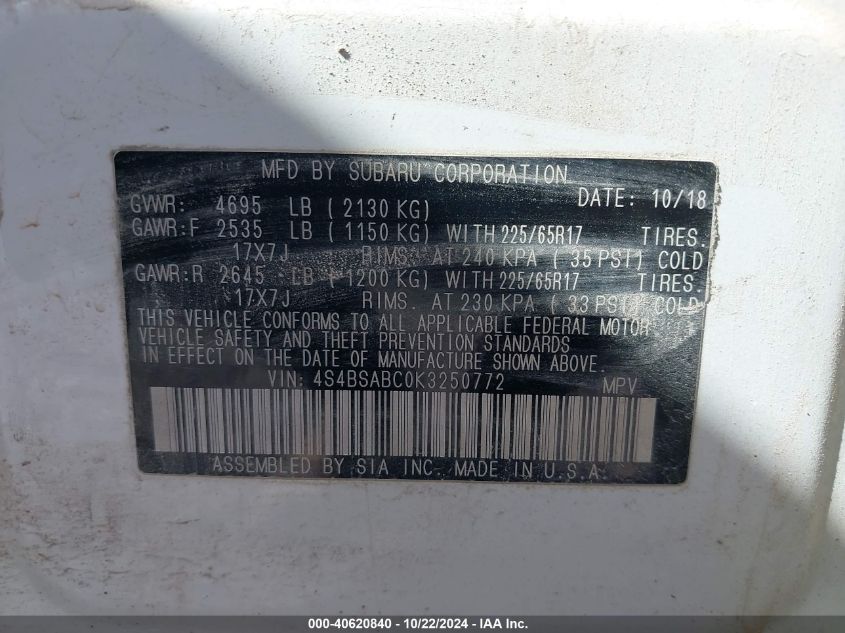 MFD BY SUBARU CORPORATION
DATE: 10/18
GVWR: 4695 LB ( 2130 KG)
GAWR:F 2535 LB ( 1150 KG) WITH 225/65R17 TIRES.
17X7J RIMS. AT 240 KPA ( 35 PSI) COLD
GAWR:R 2645 LB ( 1200 KG) WITH 225/65R17 TIRES.
17X7J RIMS. AT 230 KPA ( 33 PSI) COLD
THIS VEHICLE CONFORMS TO ALL APPLICABLE FEDERAL MOTOR
VEHICLE SAFETY AND THEFT PREVENTION STANDARDS
IN EFFECT ON THE DATE OF MANUFACTURE SHOWN ABOVE.
VIN: 4S4BSABC0K3250772 MPV
ASSEMBLED BY SIA INC. MADE IN U.S.A.
000-40620840 - 10/22/2024 - IAA Inc.